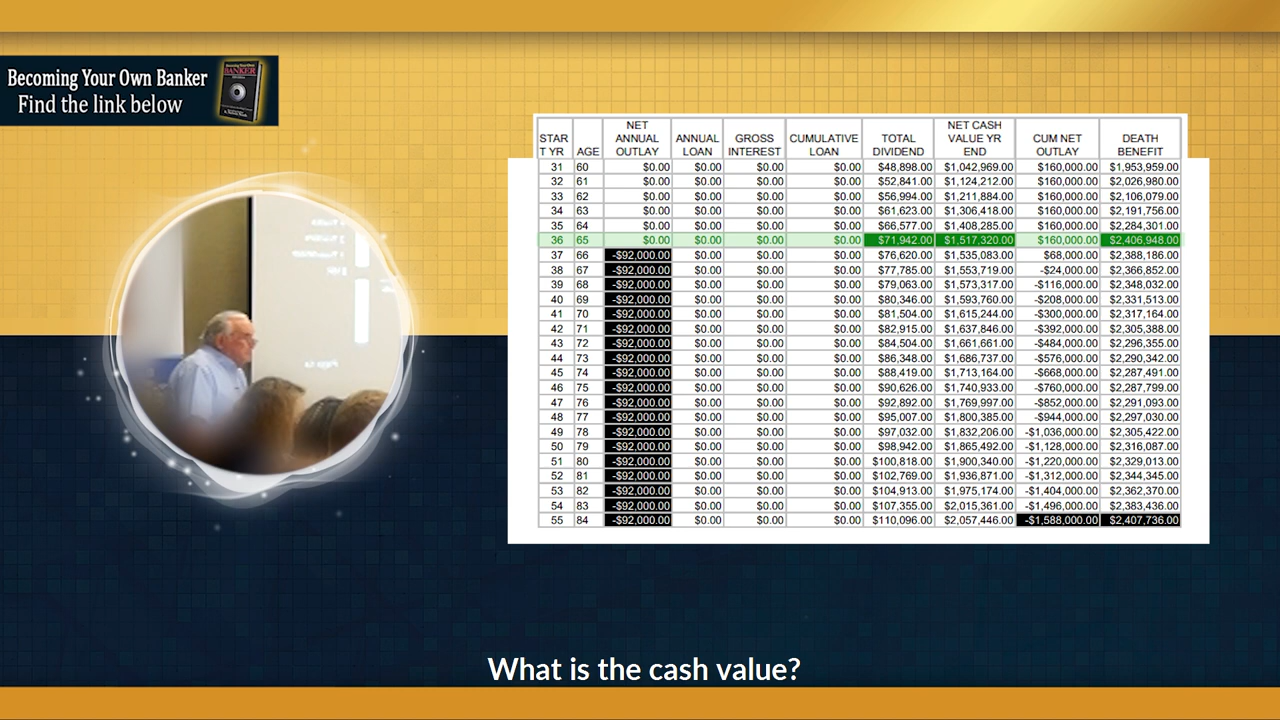 Becoming Your Own Banker
Find the link below
BANKER
STAR T YR AGE NET ANNUAL OUTLAY ANNUAL LOAN GROSS INTEREST CUMULATIVE LOAN TOTAL DIVIDEND NET CASH VALUE YR END CUM NET OUTLAY DEATH BENEFIT
31 60 $0.00 $0.00 $0.00 $0.00 $48,898.00 $1,042,969.00 $160,000.00 $1,953,959.00
32 61 $0.00 $0.00 $0.00 $0.00 $52,841.00 $1,124,212.00 $160,000.00 $2,026,980.00
33 62 $0.00 $0.00 $0.00 $0.00 $56,994.00 $1,211,884.00 $160,000.00 $2,106,079.00
34 63 $0.00 $0.00 $0.00 $0.00 $61,623.00 $1,306,418.00 $160,000.00 $2,191,756.00
35 64 $0.00 $0.00 $0.00 $0.00 $66,577.00 $1,408,285.00 $160,000.00 $2,284,301.00
36 65 $0.00 $0.00 $0.00 $0.00 $71,942.00 $1,517,320.00 $160,000.00 $2,406,948.00
37 66 -$92,000.00 $0.00 $0.00 $0.00 $76,620.00 $1,535,083.00 $68,000.00 $2,388,186.00
38 67 -$92,000.00 $0.00 $0.00 $0.00 $77,785.00 $1,553,719.00 -$24,000.00 $2,366,852.00
39 68 -$92,000.00 $0.00 $0.00 $0.00 $79,063.00 $1,573,317.00 -$116,000.00 $2,348,032.00
40 69 -$92,000.00 $0.00 $0.00 $0.00 $80,346.00 $1,593,760.00 -$208,000.00 $2,331,513.00
41 70 -$92,000.00 $0.00 $0.00 $0.00 $81,504.00 $1,615,244.00 -$300,000.00 $2,317,164.00
42 71 -$92,000.00 $0.00 $0.00 $0.00 $82,915.00 $1,637,846.00 -$392,000.00 $2,305,388.00
43 72 -$92,000.00 $0.00 $0.00 $0.00 $84,504.00 $1,661,661.00 -$484,000.00 $2,296,355.00
44 73 -$92,000.00 $0.00 $0.00 $0.00 $86,348.00 $1,686,737.00 -$576,000.00 $2,290,342.00
45 74 -$92,000.00 $0.00 $0.00 $0.00 $88,419.00 $1,713,164.00 -$668,000.00 $2,287,491.00
46 75 -$92,000.00 $0.00 $0.00 $0.00 $90,626.00 $1,740,933.00 -$760,000.00 $2,287,799.00
47 76 -$92,000.00 $0.00 $0.00 $0.00 $92,892.00 $1,769,997.00 -$852,000.00 $2,291,093.00
48 77 -$92,000.00 $0.00 $0.00 $0.00 $95,007.00 $1,800,385.00 -$944,000.00 $2,297,030.00
49 78 -$92,000.00 $0.00 $0.00 $0.00 $97,032.00 $1,832,206.00 -$1,036,000.00 $2,305,422.00
50 79 -$92,000.00 $0.00 $0.00 $0.00 $98,942.00 $1,865,492.00 -$1,128,000.00 $2,316,087.00
51 80 -$92,000.00 $0.00 $0.00 $0.00 $100,818.00 $1,900,340.00 -$1,220,000.00 $2,329,013.00
52 81 -$92,000.00 $0.00 $0.00 $0.00 $102,769.00 $1,936,871.00 -$1,312,000.00 $2,344,345.00
53 82 -$92,000.00 $0.00 $0.00 $0.00 $104,913.00 $1,975,174.00 -$1,404,000.00 $2,362,370.00
54 83 -$92,000.00 $0.00 $0.00 $0.00 $107,355.00 $2,015,361.00 -$1,496,000.00 $2,383,436.00
55 84 -$92,000.00 $0.00 $0.00 $0.00 $110,096.00 $2,057,446.00 -$1,588,000.00 $2,407,736.00
What is the cash value?